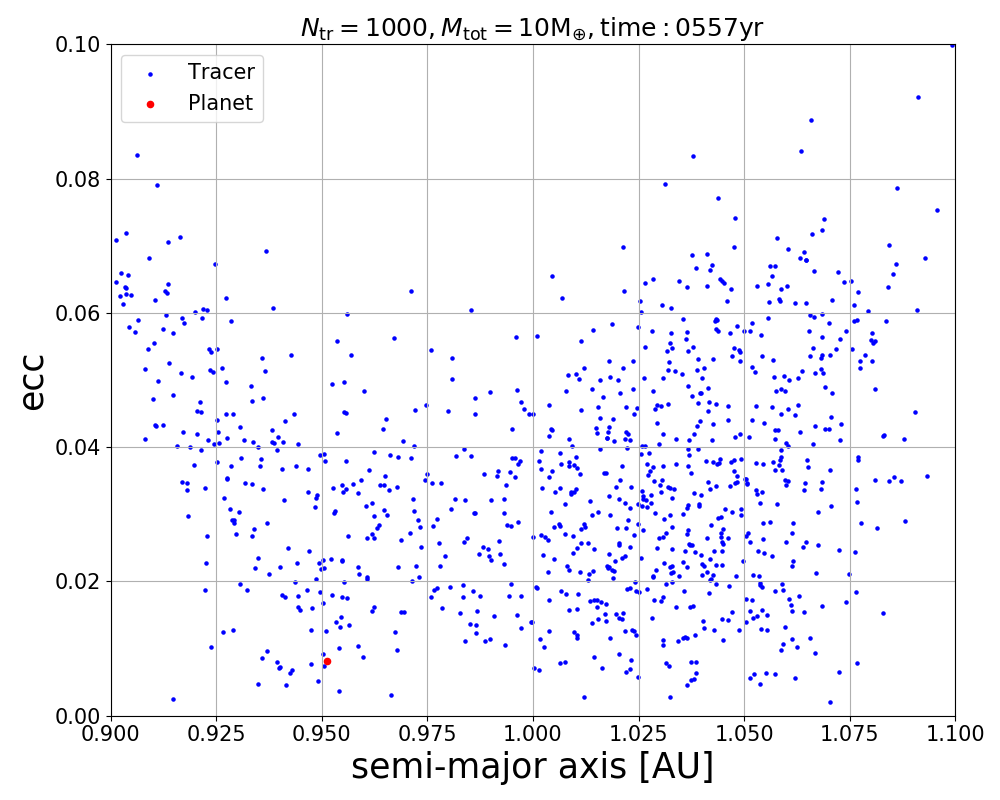 N_tr = 1000, M_tot = 10M_⊕, time : 0557yr
Tracer
Planet
ecc
0.10
0.08
0.06
0.04
0.02
0.00
0.900 0.925 0.950 0.975 1.000 1.025 1.050 1.075 1.100
semi-major axis [AU]